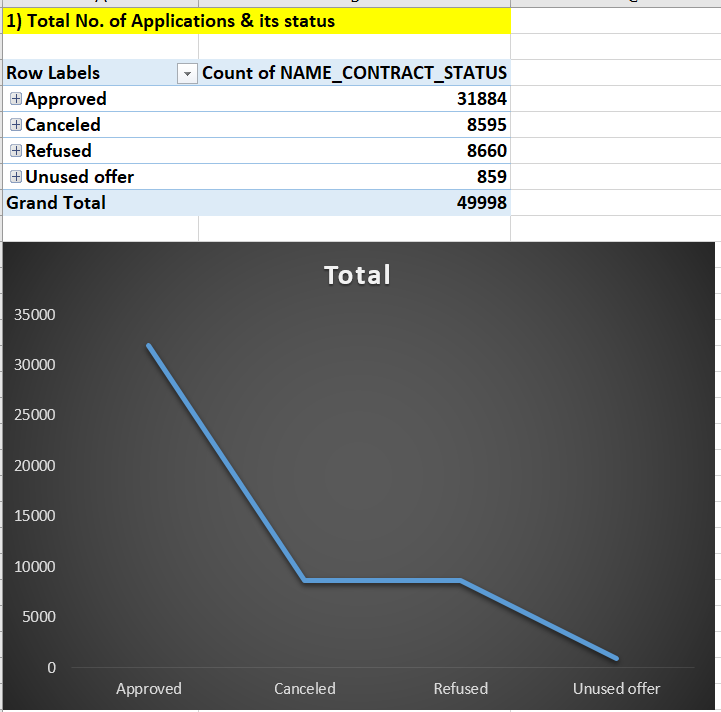 1) Total No. of Applications & its status
Row Labels Count of NAME_CONTRACT_STATUS
Approved 31884
Canceled 8595
Refused 8660
Unused offer 859
Grand Total 49998
Total
35000
30000
25000
20000
15000
10000
5000
0
Approved Canceled Refused Unused offer